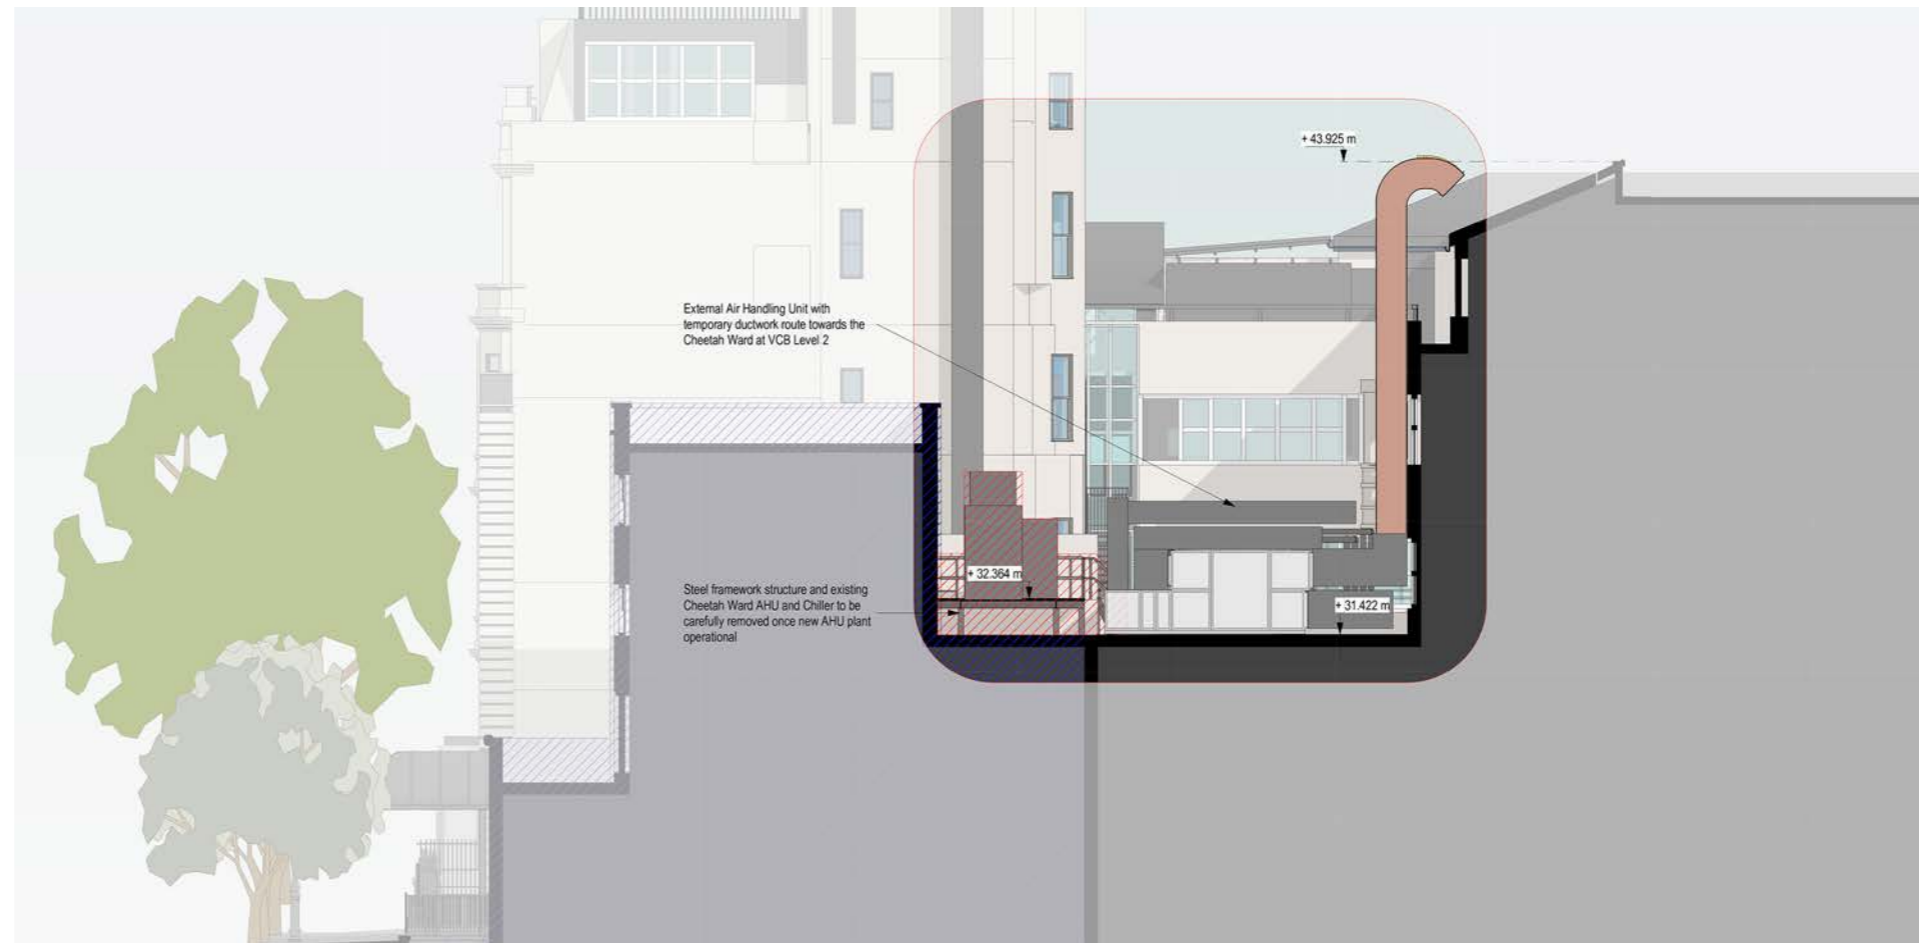 + 43.925 m
External Air Handling Unit with
temporary ductwork route towards the
Cheetah Ward at VCB Level 2
+ 32.364 m
Steel framework structure and existing
Cheetah Ward AHU and Chiller to be
carefully removed once new AHU plant
operational
+ 31.422 m